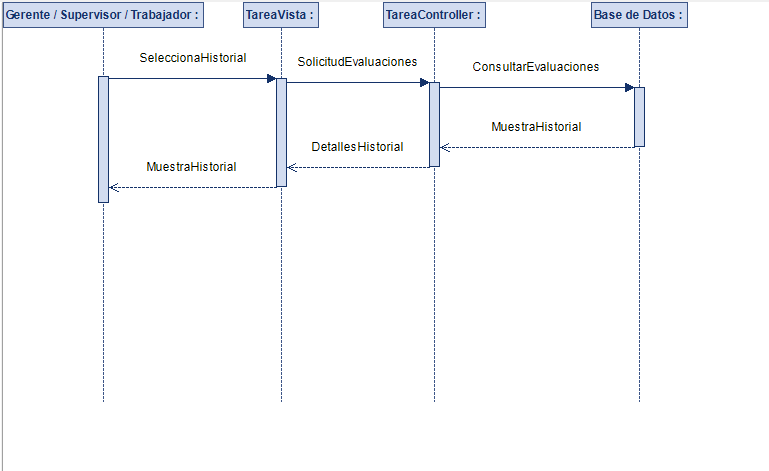 Gerente / Supervisor / Trabajador :
TareaVista :
TareaController :
Base de Datos :
SeleccionaHistorial
SolicitudEvaluaciones
ConsultarEvaluaciones
MuestraHistorial
DetallesHistorial
MuestraHistorial